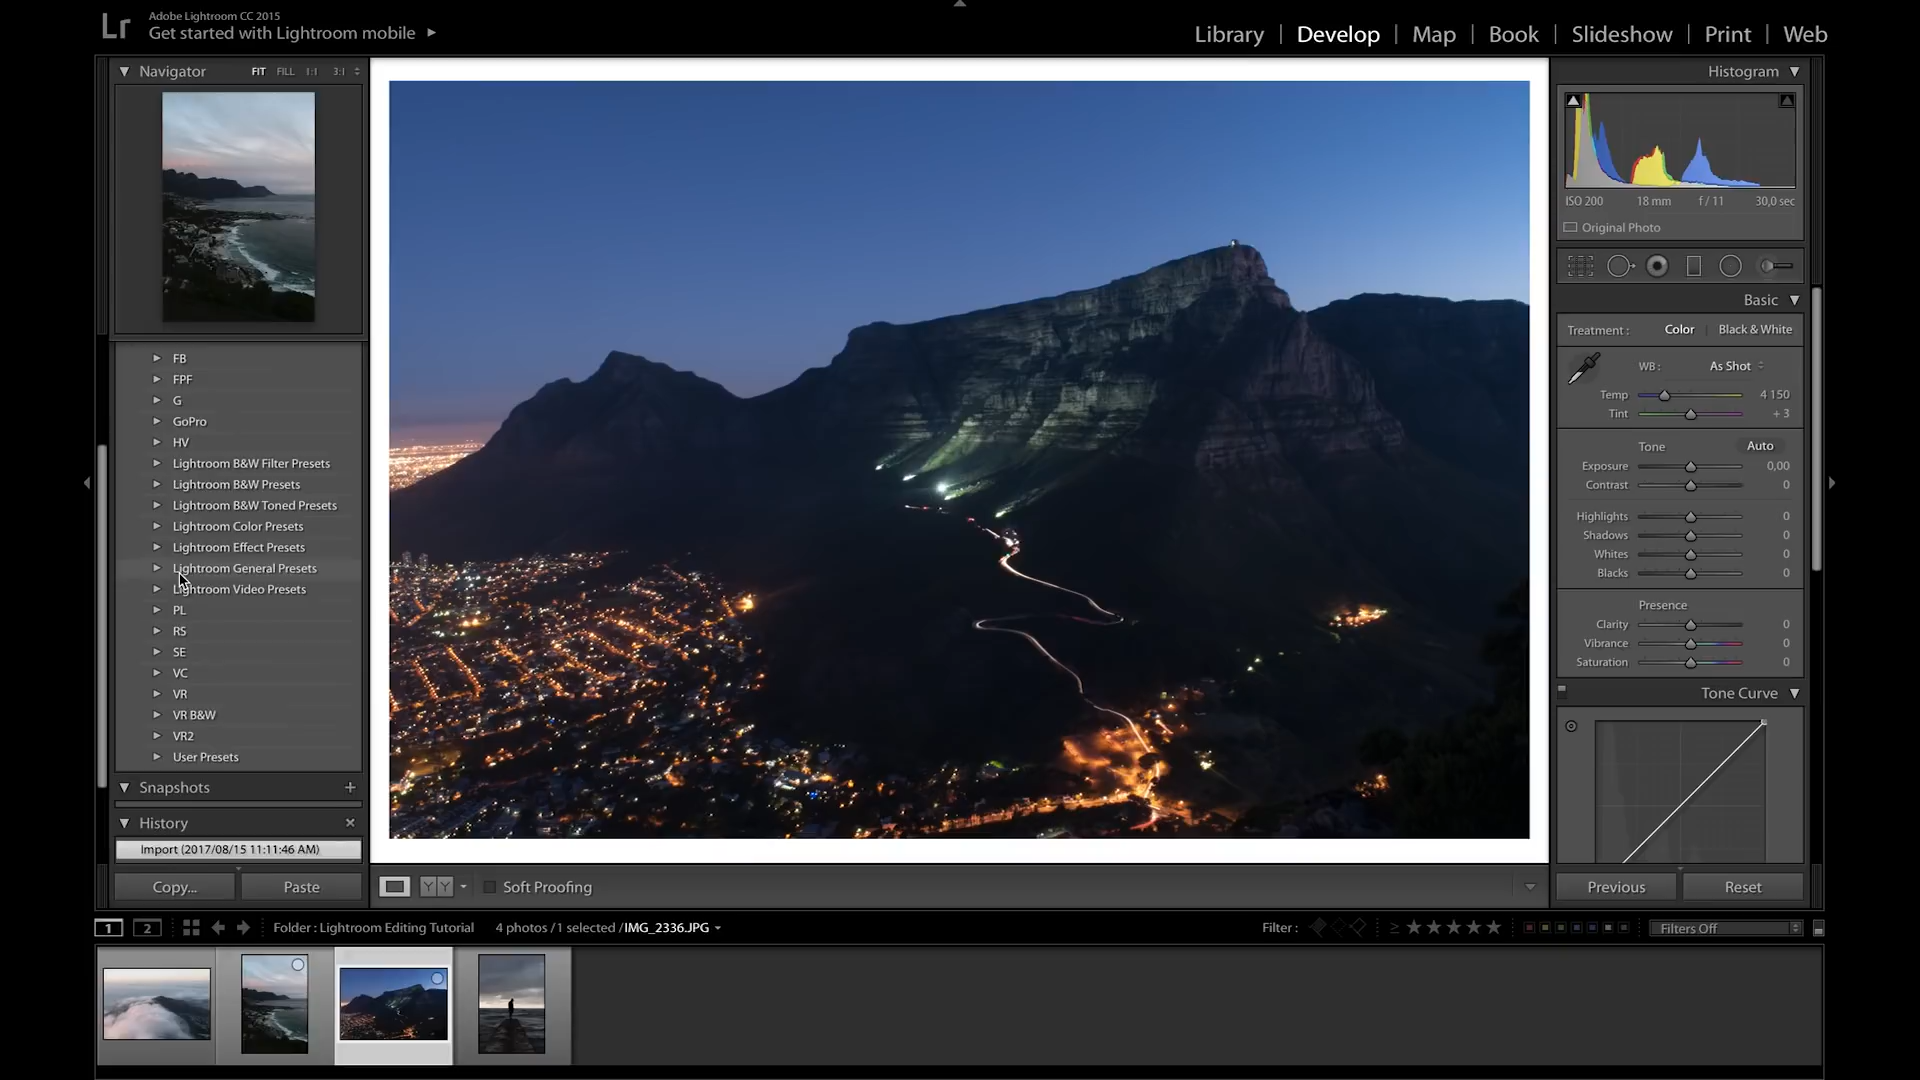 Lr
Adobe Lightroom CC 2015
Get started with Lightroom mobile
Library | Develop | Map | Book | Slideshow | Print | Web
Navigator FIT FILL 1:1 3:1
FB
FPF
G
GoPro
HV
Lightroom B&W Filter Presets
Lightroom B&W Presets
Lightroom B&W Toned Presets
Lightroom Color Presets
Lightroom Effect Presets
Lightroom General Presets
Lightroom Video Presets
PL
RS
SE
VC
VR
VR B&W
VR2
User Presets
Snapshots +
History ×
Import (2017/08/15 11:11:46 AM)
Copy... Paste
Y Y Soft Proofing
Histogram
ISO 200 18 mm f / 11 30,0 sec
Original Photo
Basic
Treatment : Color | Black & White
WB : As Shot
Temp 4 150
Tint + 3
Tone Auto
Exposure 0,00
Contrast 0
Highlights 0
Shadows 0
Whites 0
Blacks 0
Presence
Clarity 0
Vibrance 0
Saturation 0
Tone Curve
Previous Reset
1 2 Folder : Lightroom Editing Tutorial 4 photos /1 selected /IMG_2336.JPG Filter : ≥ ★★★★★ Filters Off